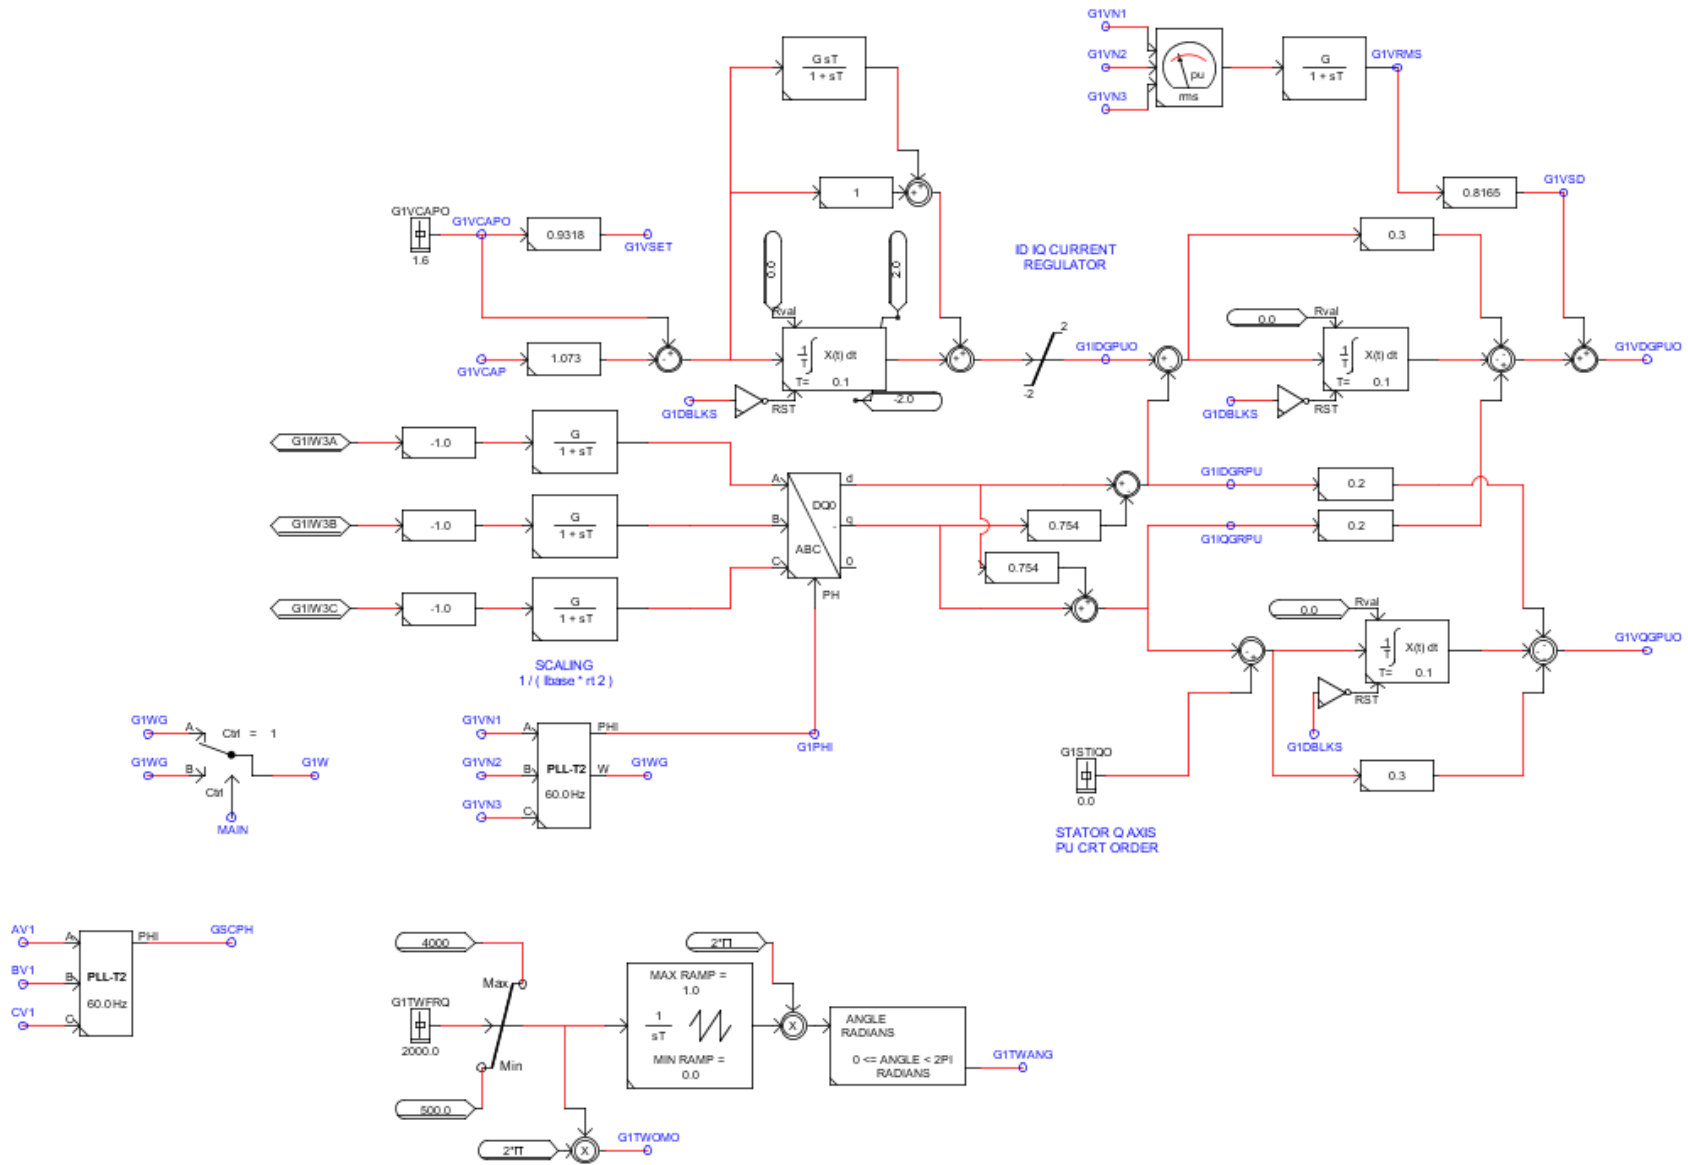 G1VN1
G1VN2
G1VN3
pu
rms
G
1 + sT
G1VRMS
G sT
1 + sT
1
0.8165
G1VSD
G1VCAPO
1.6
G1VCAPO
0.9318
G1VSET
0.0
2.0
ID IQ CURRENT
REGULATOR
0.3
Rval
0.0
Rval
G1VCAP
1.073
1
T
X(t) dt
T=
0.1
2
-2
G1IDGPUO
1
T
X(t) dt
T=
0.1
G1VDGPUO
G1DBLKS
RST
-2.0
G1DBLKS
RST
G1IW3A
-1.0
G
1 + sT
A
B
C
DQ0
ABC
d
q
0
PH
G1IDGRPU
0.2
G1IW3B
-1.0
G
1 + sT
0.754
G1IQGRPU
0.2
0.754
G1IW3C
-1.0
G
1 + sT
0.0
Rval
SCALING
1 / ( Ibase * rt 2 )
1
T
X(t) dt
T=
0.1
G1VQGPUO
RST
G1DBLKS
G1WG
A
Ctrl = 1
G1WG
B
Ctrl
G1W
MAIN
G1VN1
G1VN2
G1VN3
A
B
C
PLL-T2
60.0Hz
PHI
W
G1PHI
G1WG
G1STIQO
0.0
0.3
STATOR Q AXIS
PU CRT ORDER
AV1
BV1
CV1
A
B
C
PLL-T2
60.0Hz
PHI
GSCPH
4000
Max
G1TWFRQ
2000.0
Min
500.0
MAX RAMP =
1.0
1
sT
MIN RAMP =
0.0
2*Π
X
ANGLE
RADIANS
0 <= ANGLE < 2PI
RADIANS
G1TWANG
2*Π
X
G1TWOMO